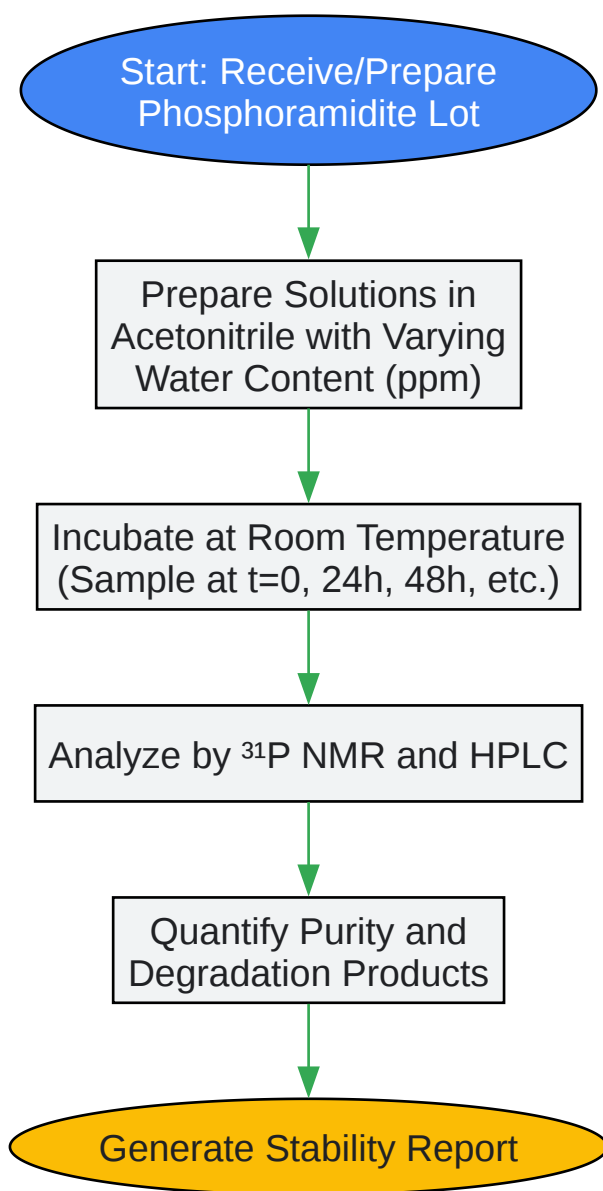 Start: Receive/Prepare
Phosphoramidite Lot
Prepare Solutions in
Acetonitrile with Varying
Water Content (ppm)
Incubate at Room Temperature
(Sample at t=0, 24h, 48h, etc.)
Analyze by ³¹P NMR and HPLC
Quantify Purity and
Degradation Products
Generate Stability Report